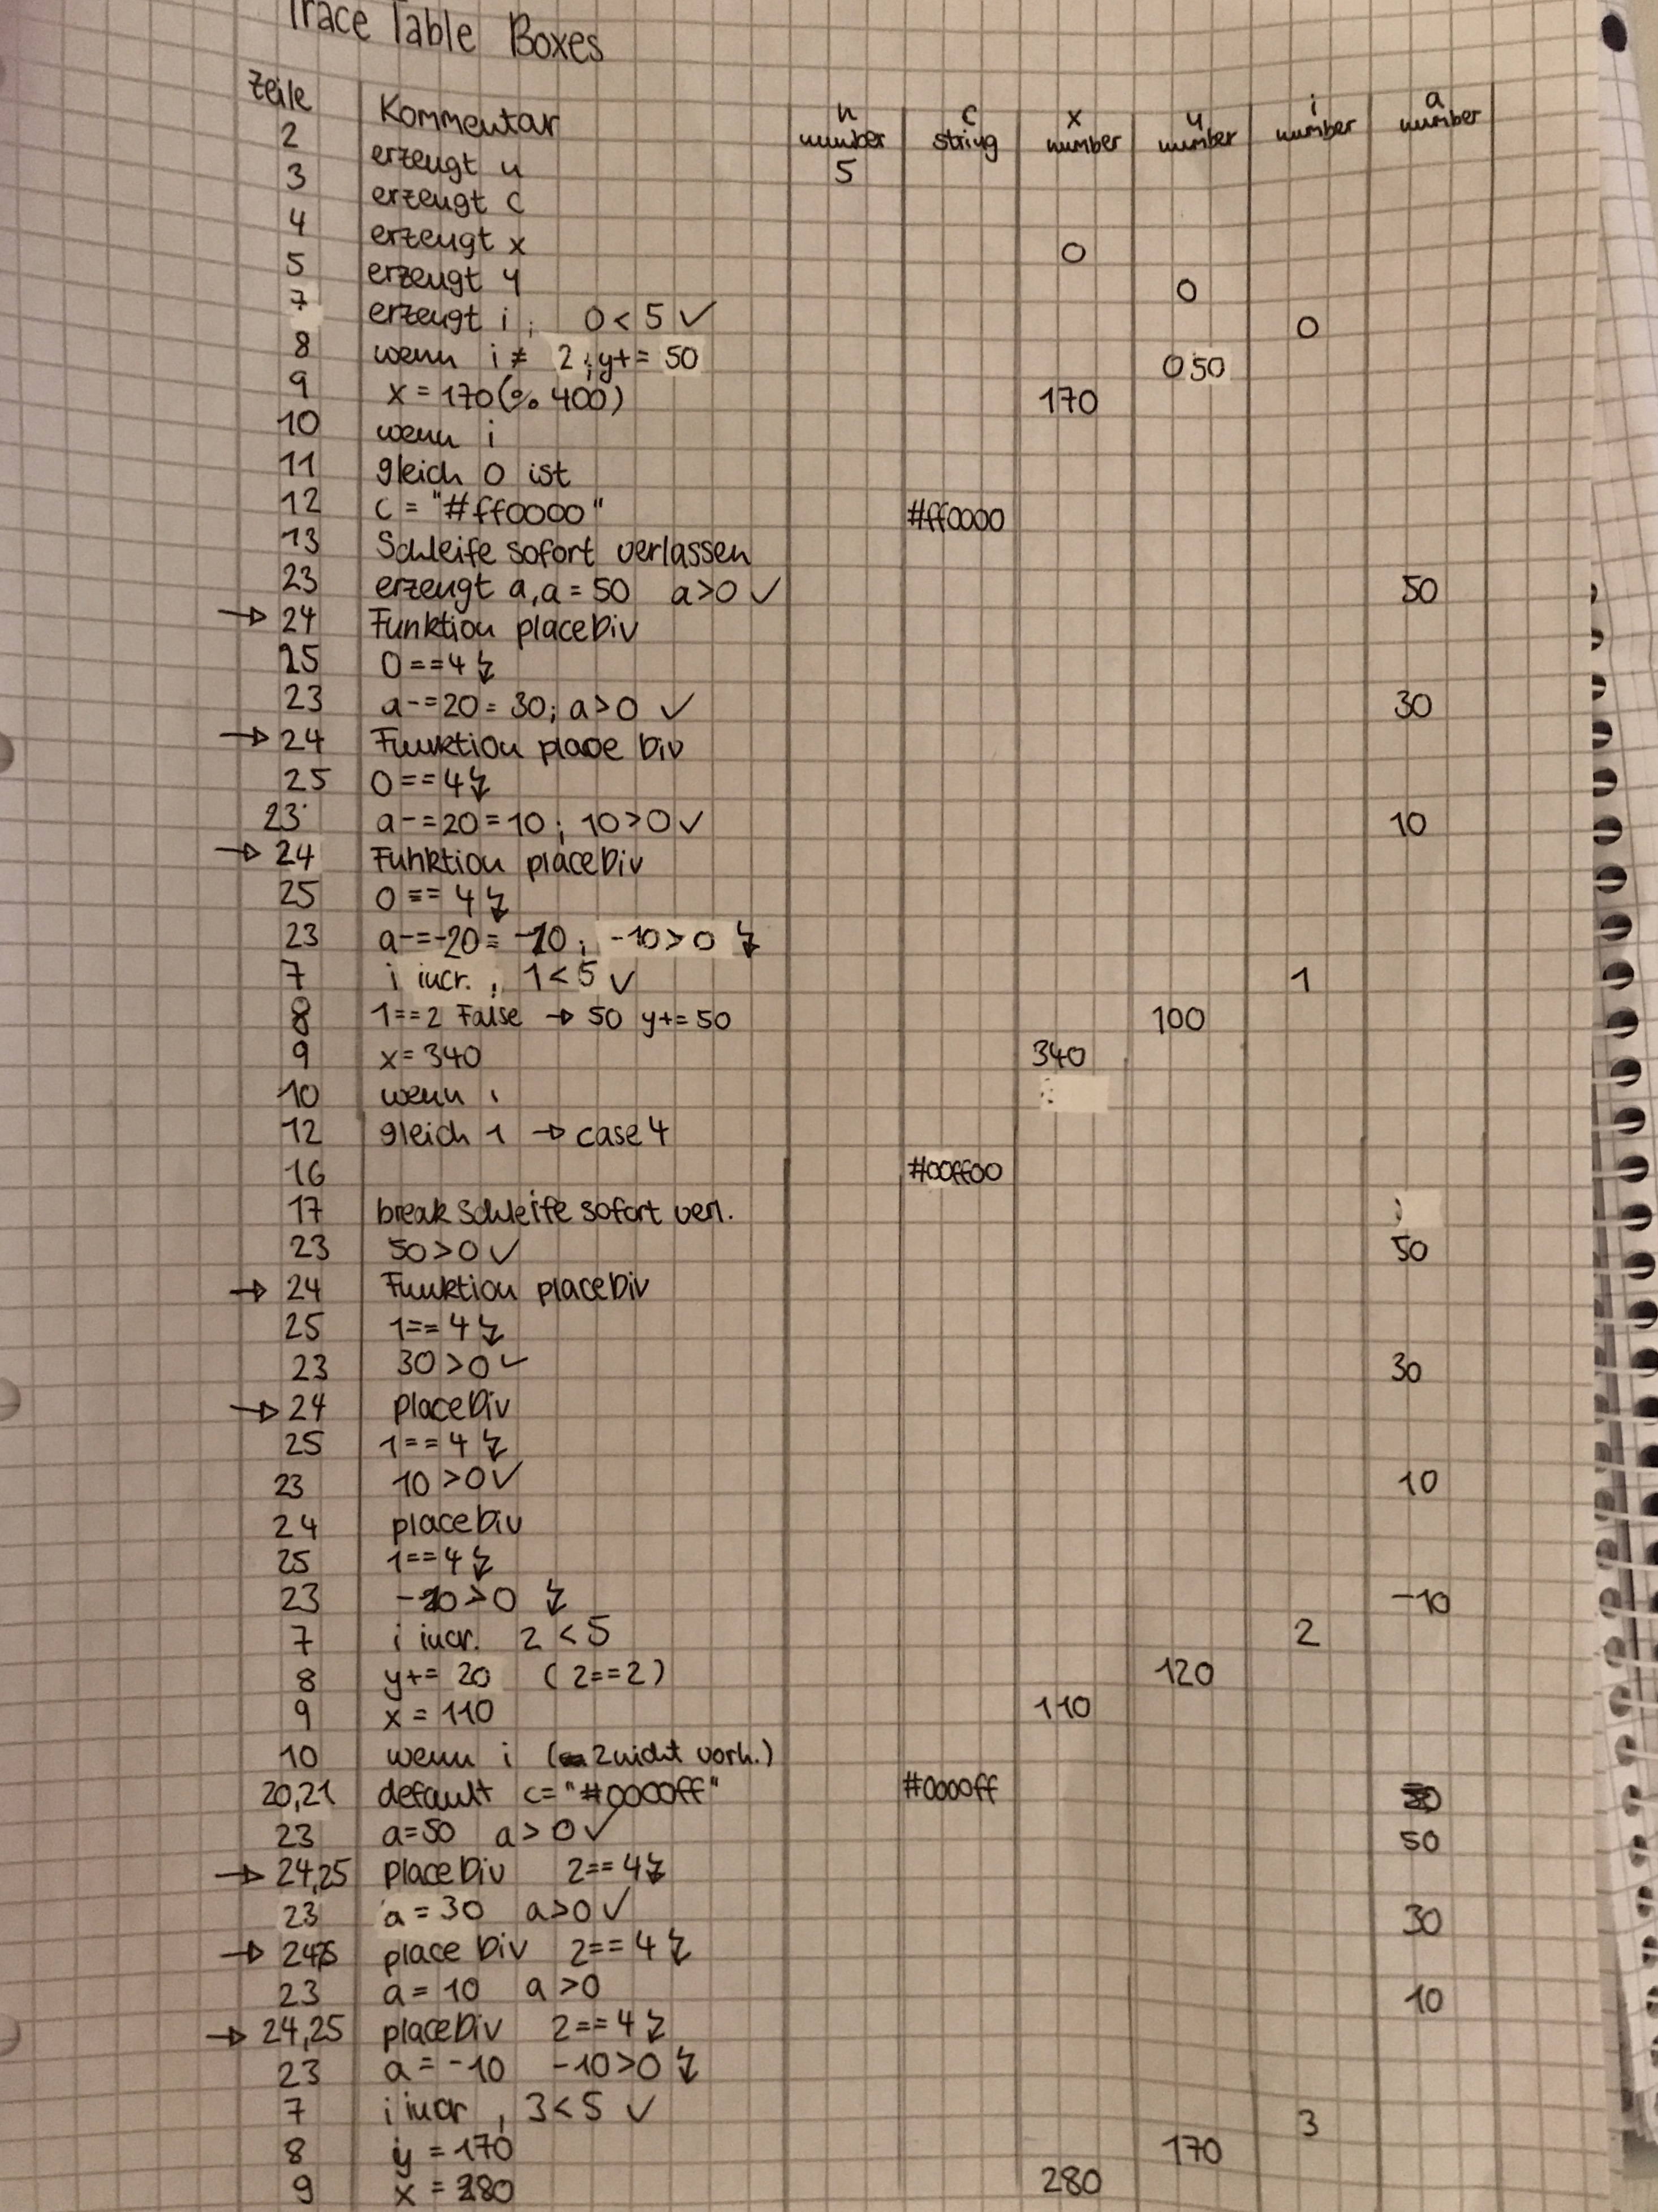 Trace Table Boxes
Zeile Kommentar n number c string x number y number i number a number
2 erzeugt n 5
3 erzeugt c
4 erzeugt x 0
5 erzeugt y 0
7 erzeugt i; 0<5 ✓ 0
8 wenn i ≠ 2; y+= 50 050
9 x = 170(% 400) 170
10 wenn i
11 gleich 0 ist
12 c = "#ff0000" #ff0000
13 Schleife sofort verlassen
23 erzeugt a, a = 50 a>0 ✓ 50
→ 24 Funktion placeDiv
25 0==4 ↯
23 a-=20 = 30; a>0 ✓ 30
→ 24 Funktion place Div
25 0==4 ↯
23 a-=20=10; 10>0 ✓ 10
→ 24 Funktion placeDiv
25 0 == 4 ↯
23 a-=-20= -10; -10>0 ↯
7 i incr., 1<5 ✓ 1
8 1==2 False → 50 y+=50 100
9 x=340 340
10 wenn i
12 gleich 1 → case 4
16 #00ff00
17 break Schleife sofort verl.
23 50>0 ✓ 50
→ 24 Funktion placeDiv
25 1==4 ↯
23 30>0 ✓ 30
→ 24 placeDiv
25 1==4 ↯
23 10>0 ✓ 10
24 placeDiv
25 1==4 ↯
23 -10>0 ↯ -10
7 i incr. 2<5 2
8 y+= 20 (2==2) 120
9 x = 110 110
10 wenn i (2 nicht vorh.)
20,21 default c="#0000ff" #0000ff
23 a=50 a>0 ✓ 50
→ 24,25 placeDiv 2==4 ↯
23 a = 30 a>0 ✓ 30
→ 24,25 place Div 2==4 ↯
23 a = 10 a>0 10
→ 24,25 placeDiv 2==4 ↯
23 a = -10 -10>0 ↯
7 i incr, 3<5 ✓ 3
8 y = 170 170
9 x = 280 280